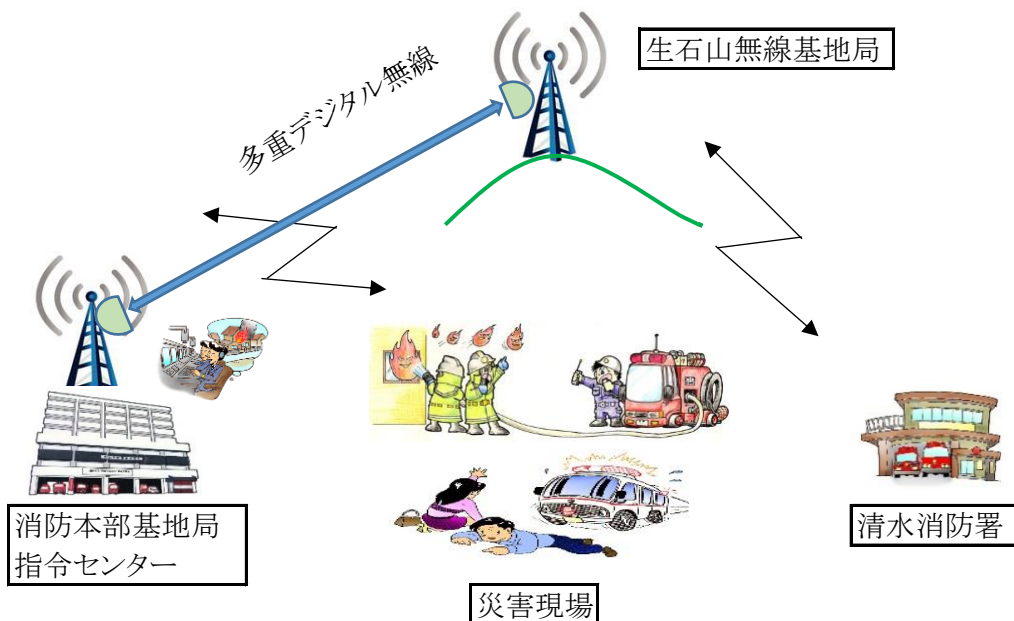 生石山無線基地局
多重デジタル無線
消防本部基地局
指令センター
災害現場
清水消防署